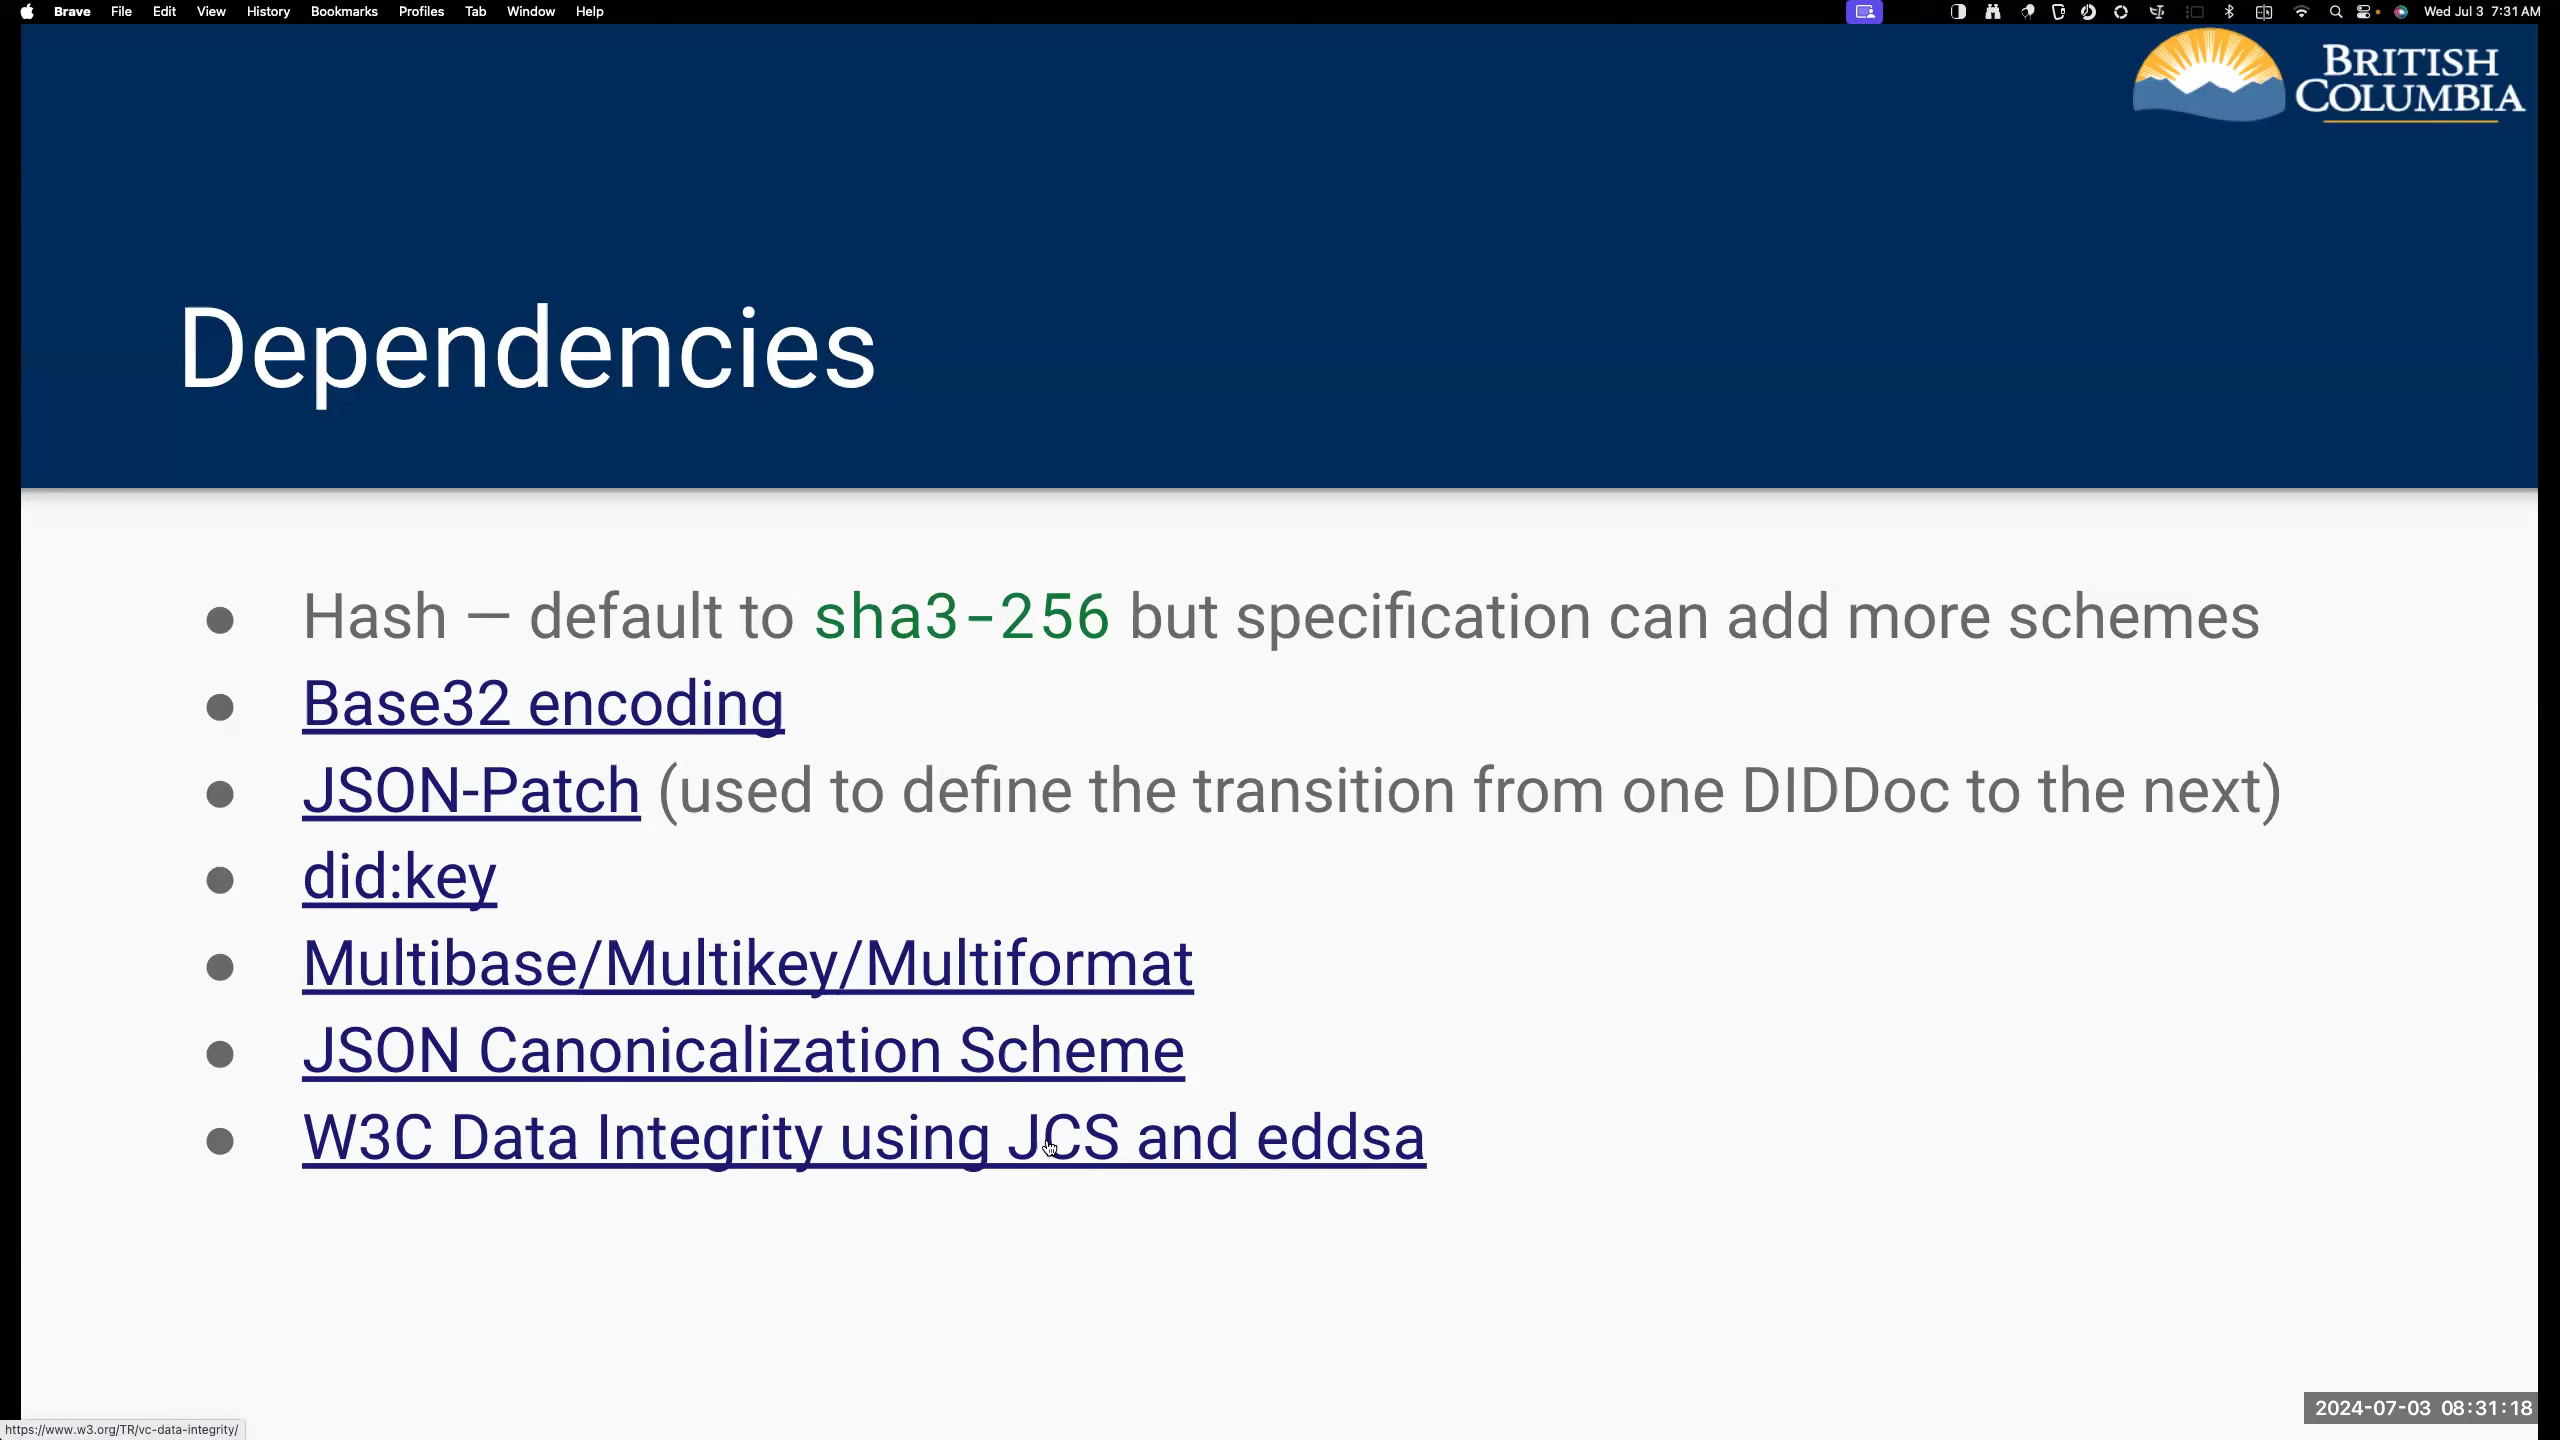 Brave File Edit View History Bookmarks Profiles Tab Window Help Wed Jul 3 7:31 AM
BRITISH
COLUMBIA
Dependencies
● Hash — default to sha3-256 but specification can add more schemes
● Base32 encoding
● JSON-Patch (used to define the transition from one DIDDoc to the next)
● did:key
● Multibase/Multikey/Multiformat
● JSON Canonicalization Scheme
● W3C Data Integrity using JCS and eddsa
2024-07-03 08:31:18
https://www.w3.org/TR/vc-data-integrity/